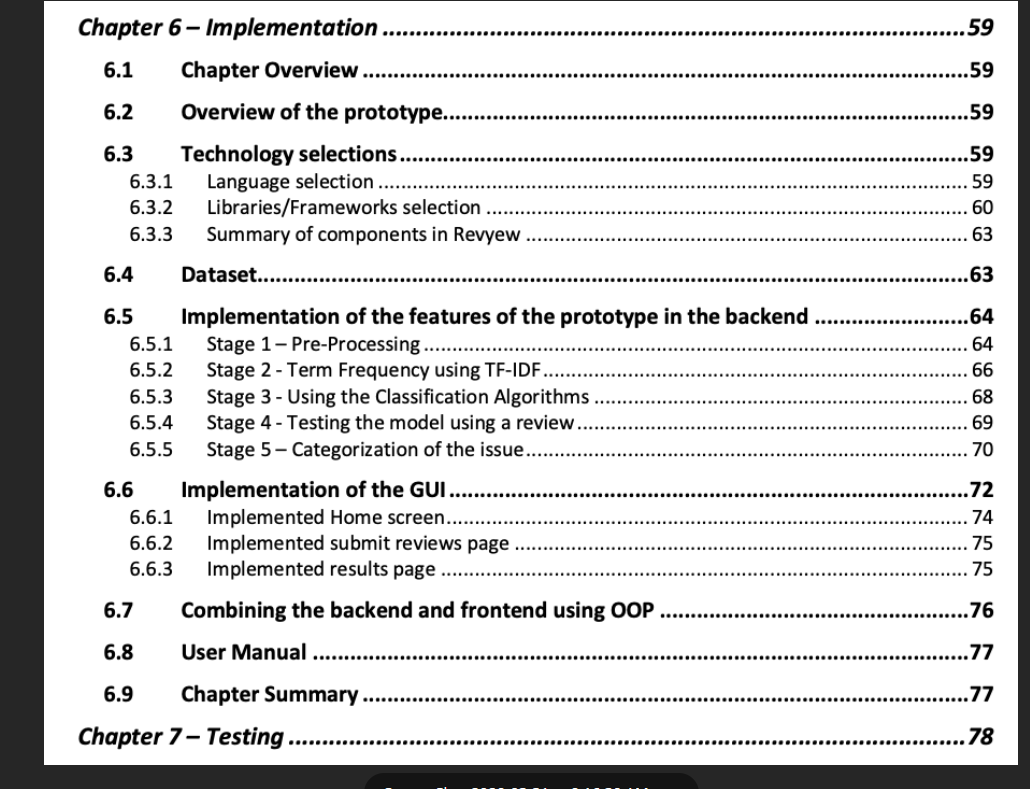 Chapter 6 – Implementation ........................................................................................59
6.1 Chapter Overview ........................................................................................59
6.2 Overview of the prototype........................................................................................59
6.3 Technology selections ........................................................................................59
6.3.1 Language selection ........................................................................................ 59
6.3.2 Libraries/Frameworks selection ........................................................................................ 60
6.3.3 Summary of components in Revyew ........................................................................................ 63
6.4 Dataset........................................................................................63
6.5 Implementation of the features of the prototype in the backend ........................64
6.5.1 Stage 1 – Pre-Processing ........................................................................................ 64
6.5.2 Stage 2 - Term Frequency using TF-IDF........................................................................ 66
6.5.3 Stage 3 - Using the Classification Algorithms ................................................................ 68
6.5.4 Stage 4 - Testing the model using a review ................................................................ 69
6.5.5 Stage 5 – Categorization of the issue ........................................................................ 70
6.6 Implementation of the GUI ........................................................................................72
6.6.1 Implemented Home screen........................................................................................ 74
6.6.2 Implemented submit reviews page ........................................................................ 75
6.6.3 Implemented results page ........................................................................................ 75
6.7 Combining the backend and frontend using OOP ................................................76
6.8 User Manual ........................................................................................77
6.9 Chapter Summary ........................................................................................77
Chapter 7 – Testing ........................................................................................78